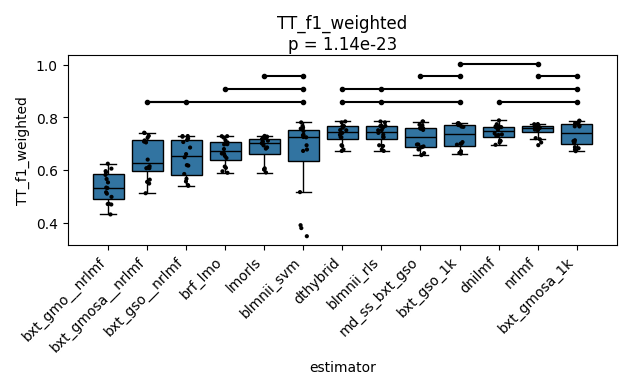 TT_f1_weighted
p = 1.14e-23
TT_f1_weighted
1.0
0.8
0.6
0.4
bxt_gmo__nrlmf
bxt_gmosa__nrlmf
bxt_gso__nrlmf
brf_lmo
lmorls
blmnii_svm
dthybrid
blmnii_rls
md_ss_bxt_gso
bxt_gso_1k
dnilmf
nrlmf
bxt_gmosa_1k
estimator